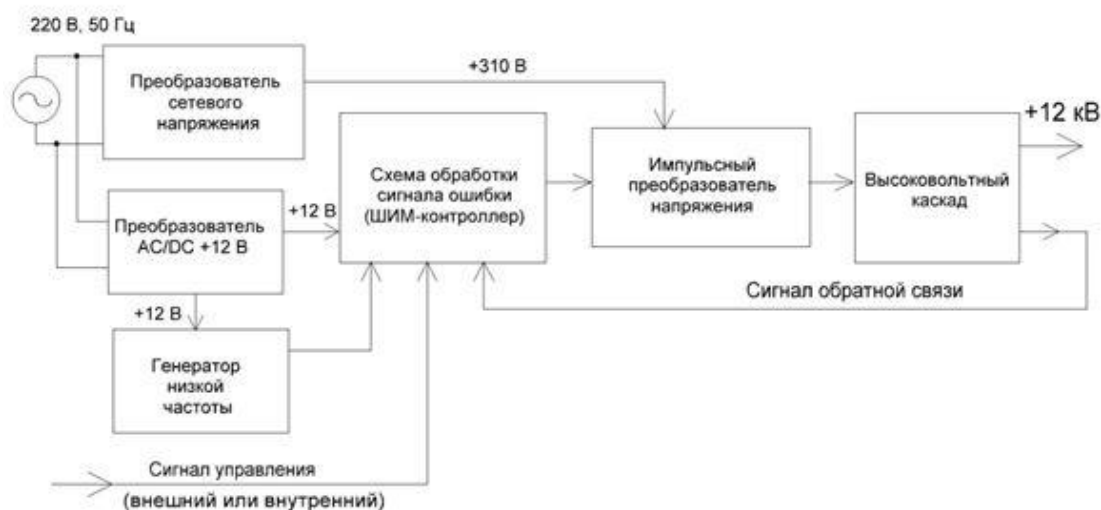 220 В, 50 Гц
Преобразователь
сетевого
напряжения
+310 В
+12 кВ
Схема обработки
сигнала ошибки
(ШИМ-контроллер)
Импульсный
преобразователь
напряжения
Высоковольтный
каскад
Преобразователь
AC/DC +12 В
+12 В
+12 В
Сигнал обратной связи
Генератор
низкой
частоты
Сигнал управления
(внешний или внутренний)